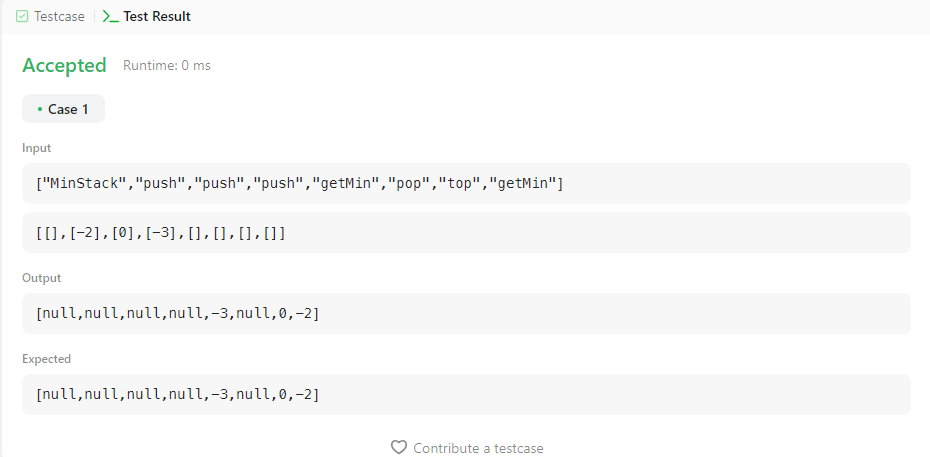 Testcase Test Result
Accepted Runtime: 0 ms
Case 1
Input
["MinStack","push","push","push","getMin","pop","top","getMin"]
[[],[-2],[0],[-3],[],[],[],[]]
Output
[null,null,null,null,-3,null,0,-2]
Expected
[null,null,null,null,-3,null,0,-2]
Contribute a testcase